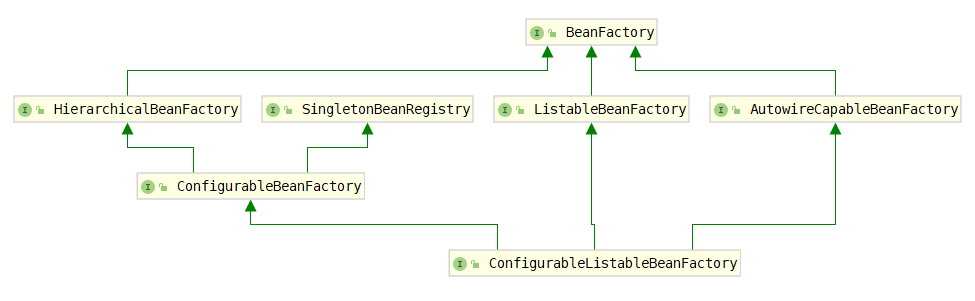 BeanFactory
HierarchicalBeanFactory
SingletonBeanRegistry
ListableBeanFactory
AutowireCapableBeanFactory
ConfigurableBeanFactory
ConfigurableListableBeanFactory